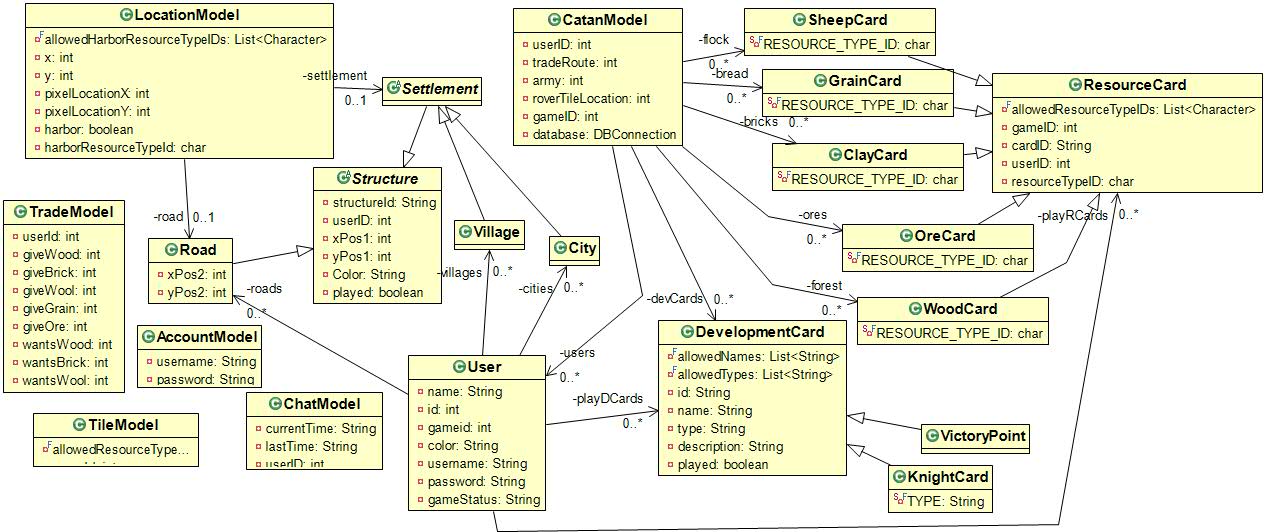 LocationModel
allowedHarborResourceTypeIDs: List<Character>
x: int
y: int
pixelLocationX: int
pixelLocationY: int
harbor: boolean
harborResourceTypeId: char
-settlement
0..1
Settlement
-road
0..1
Structure
structureId: String
userID: int
xPos1: int
yPos1: int
Color: String
played: boolean
TradeModel
userId: int
giveWood: int
giveBrick: int
giveWool: int
giveGrain: int
giveOre: int
wantsWood: int
wantsBrick: int
wantsWool: int
Road
xPos2: int
yPos2: int
-roads
0..*
AccountModel
username: String
password: String
TileModel
allowedResourceType...
ChatModel
currentTime: String
lastTime: String
userID: int
Village
-villages
0..*
City
-cities
0..*
User
name: String
id: int
gameid: int
color: String
username: String
password: String
gameStatus: String
CatanModel
userID: int
tradeRoute: int
army: int
roverTileLocation: int
gameID: int
database: DBConnection
-flock
0..*
-bread
0..*
-bricks
0..*
-ores
0..*
-forest
0..*
-devCards
0..*
-users
0..*
-playDCards
0..*
-playRCards
0..*
SheepCard
RESOURCE_TYPE_ID: char
GrainCard
RESOURCE_TYPE_ID: char
ClayCard
RESOURCE_TYPE_ID: char
ResourceCard
allowedResourceTypeIDs: List<Character>
gameID: int
cardID: String
userID: int
resourceTypeID: char
OreCard
RESOURCE_TYPE_ID: char
WoodCard
RESOURCE_TYPE_ID: char
DevelopmentCard
allowedNames: List<String>
allowedTypes: List<String>
id: String
name: String
type: String
description: String
played: boolean
VictoryPoint
KnightCard
TYPE: String